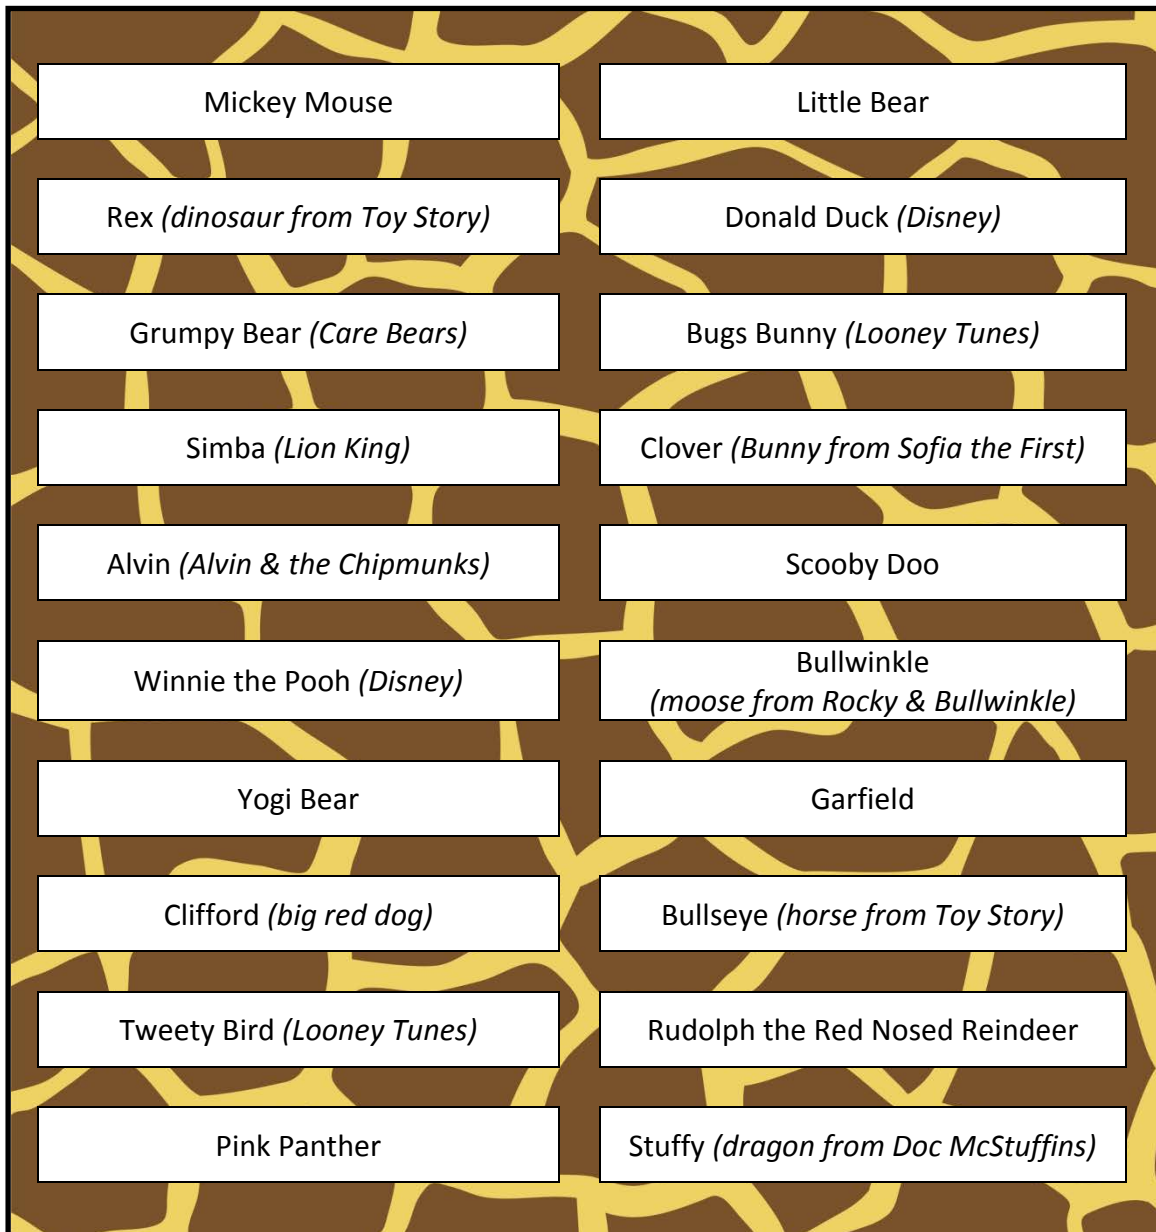 Mickey Mouse
Little Bear
Rex (dinosaur from Toy Story)
Donald Duck (Disney)
Grumpy Bear (Care Bears)
Bugs Bunny (Looney Tunes)
Simba (Lion King)
Clover (Bunny from Sofia the First)
Alvin (Alvin & the Chipmunks)
Scooby Doo
Winnie the Pooh (Disney)
Bullwinkle
(moose from Rocky & Bullwinkle)
Yogi Bear
Garfield
Clifford (big red dog)
Bullseye (horse from Toy Story)
Tweety Bird (Looney Tunes)
Rudolph the Red Nosed Reindeer
Pink Panther
Stuffy (dragon from Doc McStuffins)